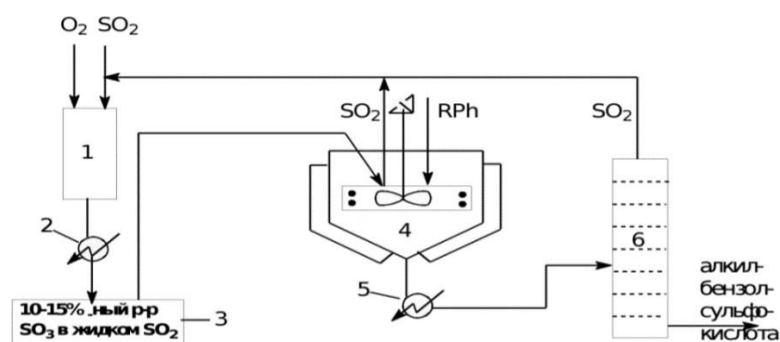 O2 SO2
SO2
RPh
SO2
1
2
4
6
5
10-15% ,ный р-р
SO3 в жидком SO2
3
алкил-
бензол-
сульфо-
кислота